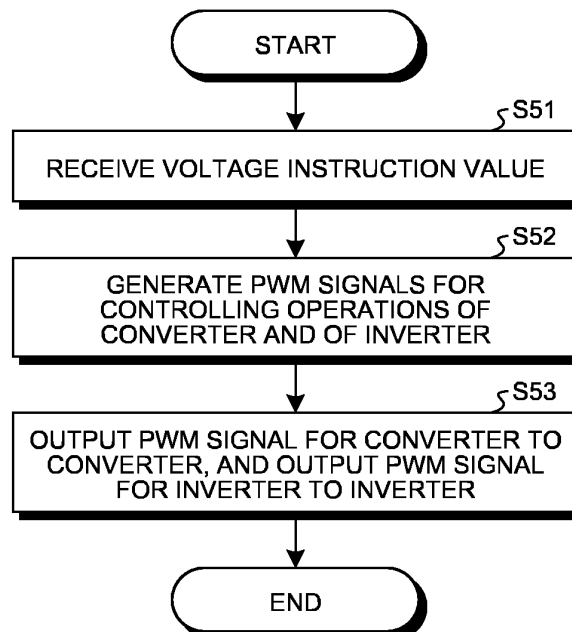 START
S51
RECEIVE VOLTAGE INSTRUCTION VALUE
S52
GENERATE PWM SIGNALS FOR
CONTROLLING OPERATIONS OF
CONVERTER AND OF INVERTER
S53
OUTPUT PWM SIGNAL FOR CONVERTER TO
CONVERTER, AND OUTPUT PWM SIGNAL
FOR INVERTER TO INVERTER
END